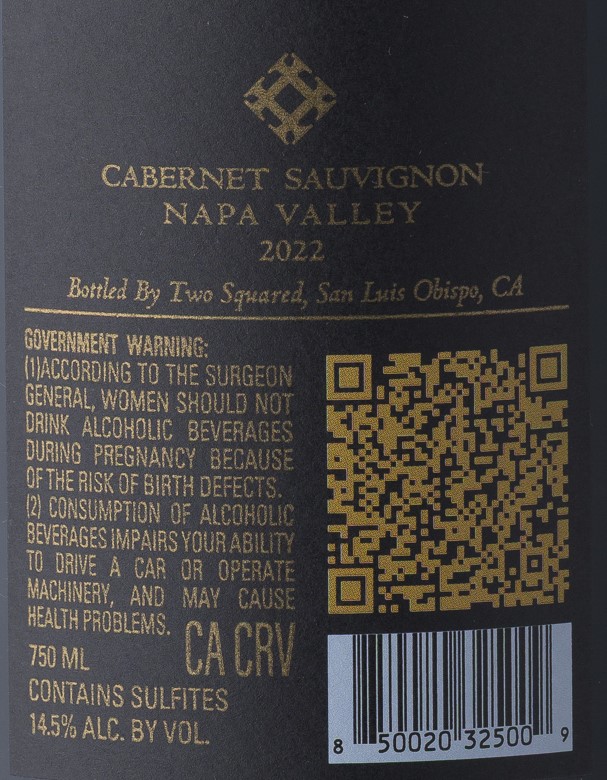 CABERNET SAUVIGNON
NAPA VALLEY
2022
Bottled By Two Squared, San Luis Obispo, CA
GOVERNMENT WARNING:
(1)ACCORDING TO THE SURGEON
GENERAL, WOMEN SHOULD NOT
DRINK ALCOHOLIC BEVERAGES
DURING PREGNANCY BECAUSE
OF THE RISK OF BIRTH DEFECTS.
(2) CONSUMPTION OF ALCOHOLIC
BEVERAGES IMPAIRS YOUR ABILITY
TO DRIVE A CAR OR OPERATE
MACHINERY, AND MAY CAUSE
HEALTH PROBLEMS.
CA CRV
750 ML
CONTAINS SULFITES
14.5% ALC. BY VOL.
8 50020 32500 9